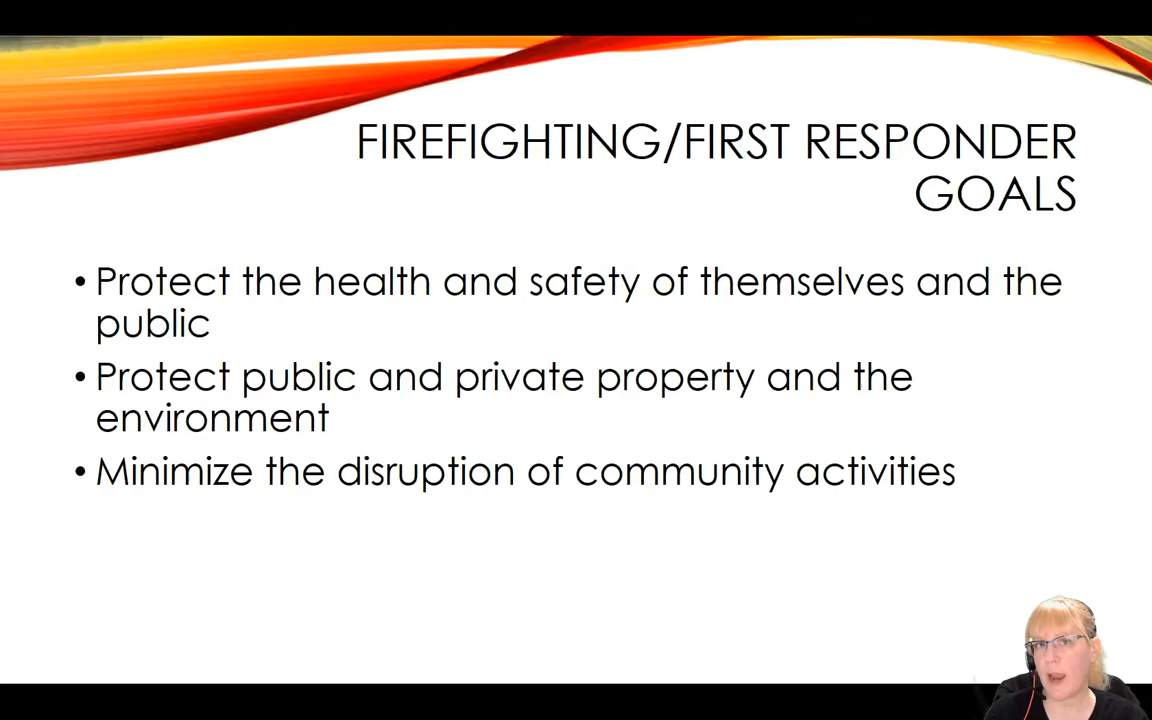 FIREFIGHTING/FIRST RESPONDER
GOALS
• Protect the health and safety of themselves and the
public
• Protect public and private property and the
environment
• Minimize the disruption of community activities